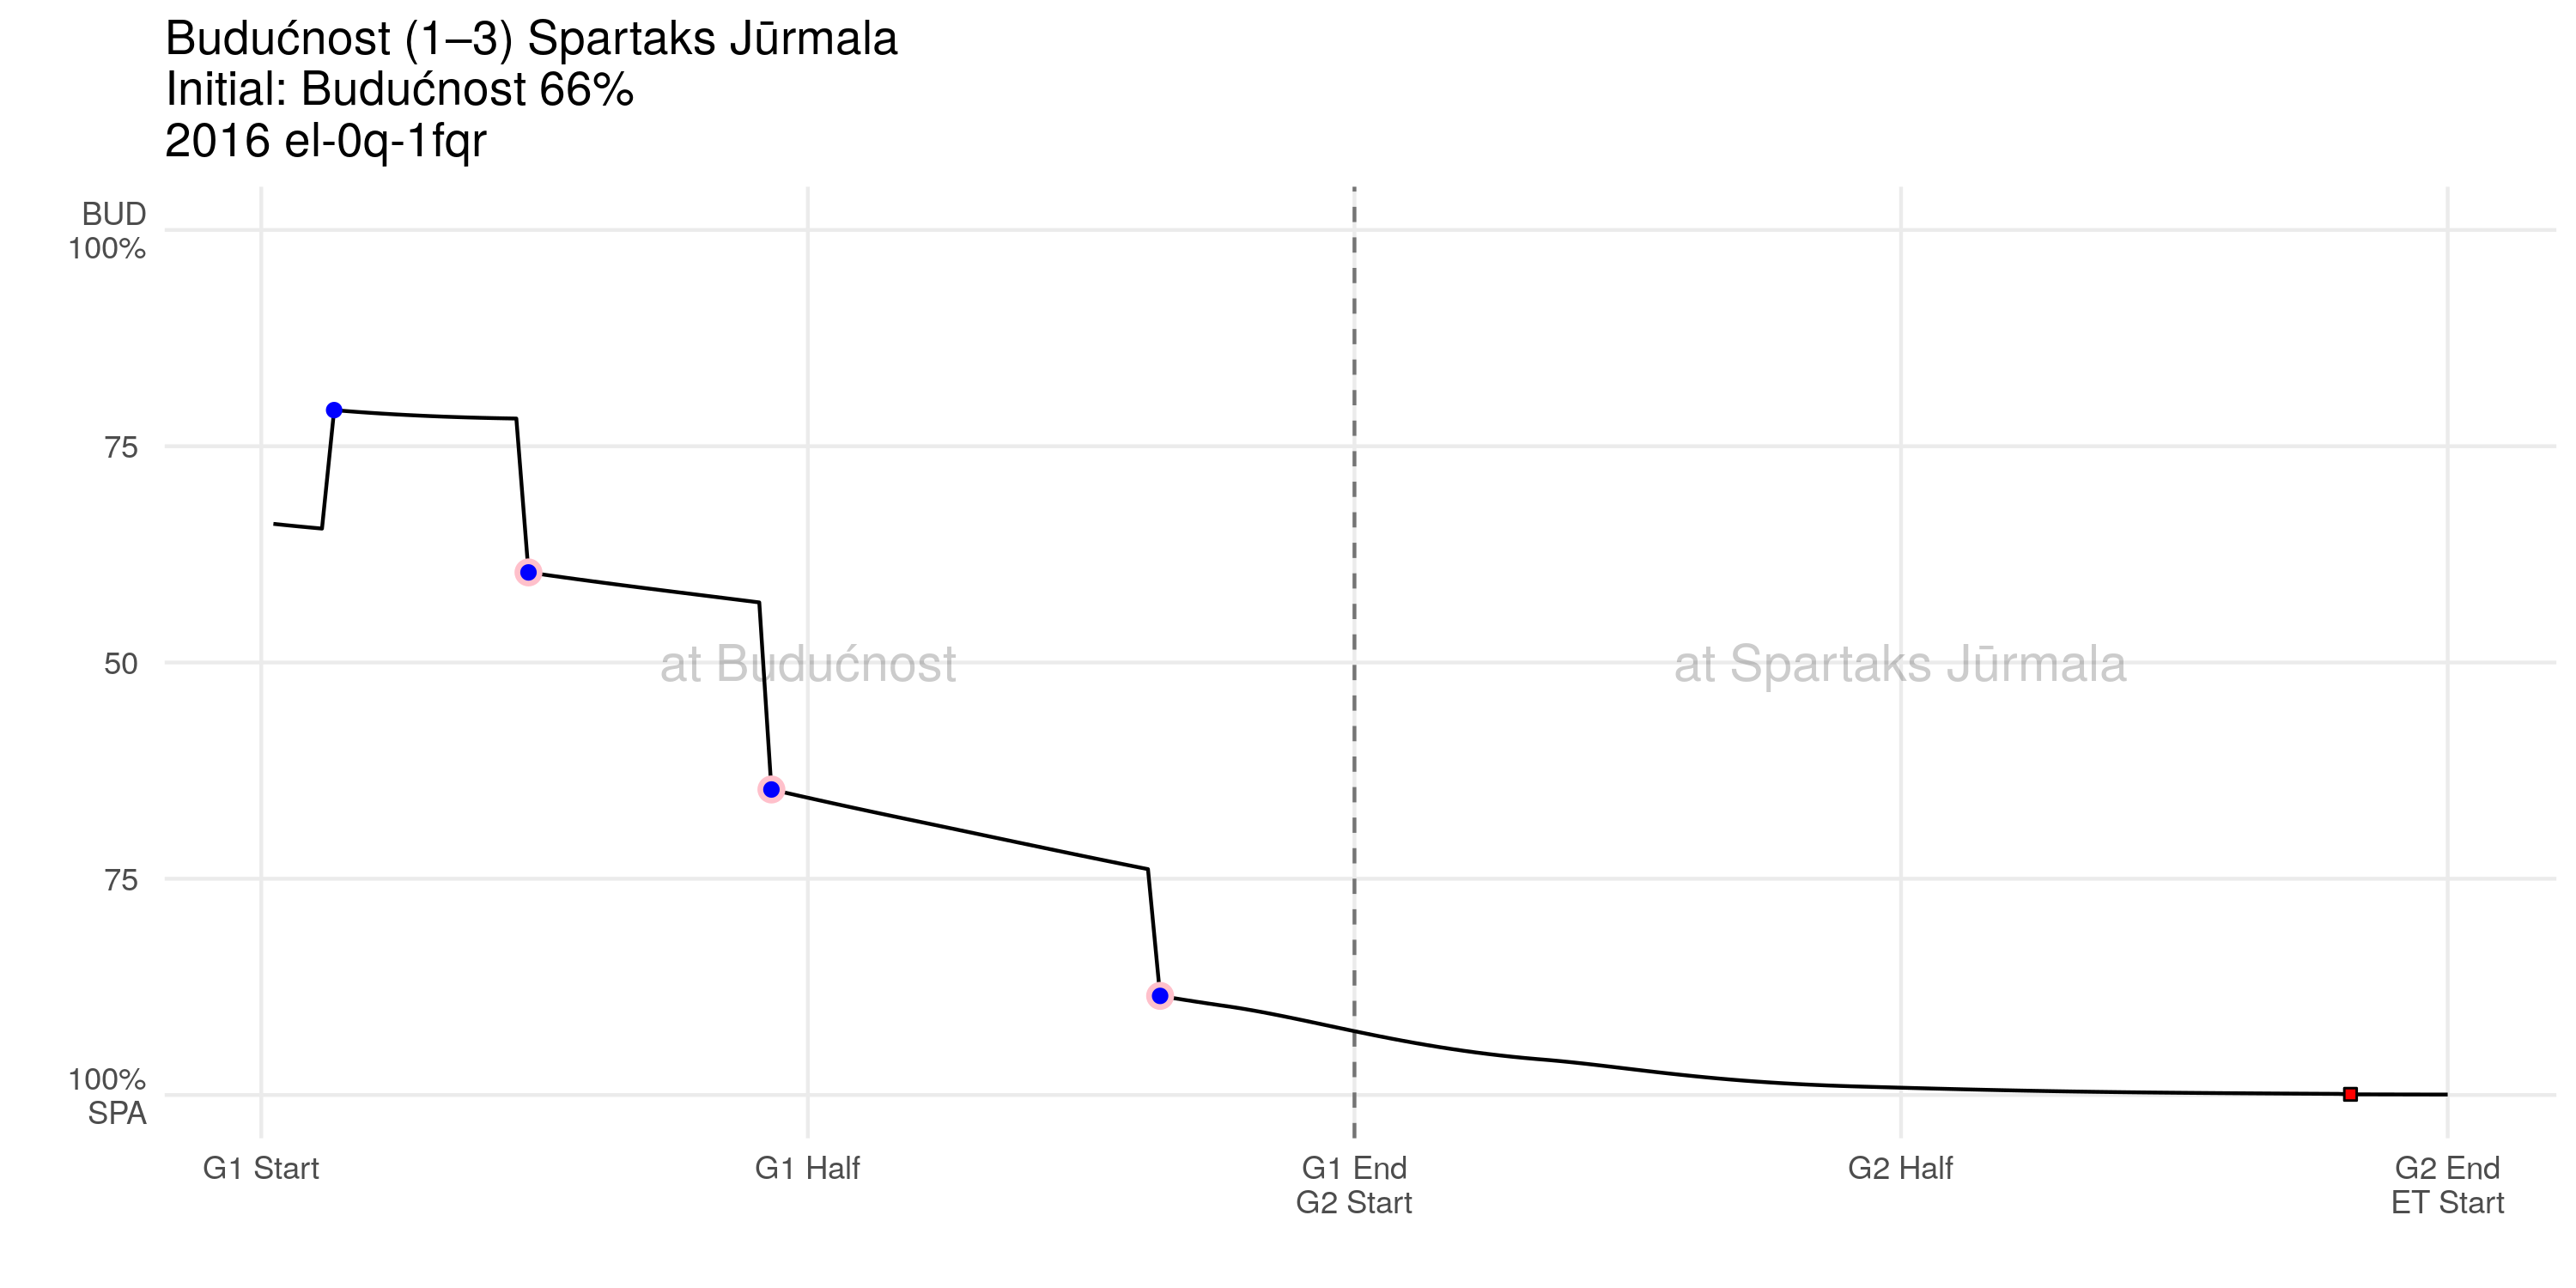 Budućnost (1–3) Spartaks Jūrmala
Initial: Budućnost 66%
2016 el-0q-1fqr
BUD
100%
75
50
75
100%
SPA
at Budućnost
at Spartaks Jūrmala
G1 Start
G1 Half
G1 End
G2 Start
G2 Half
G2 End
ET Start